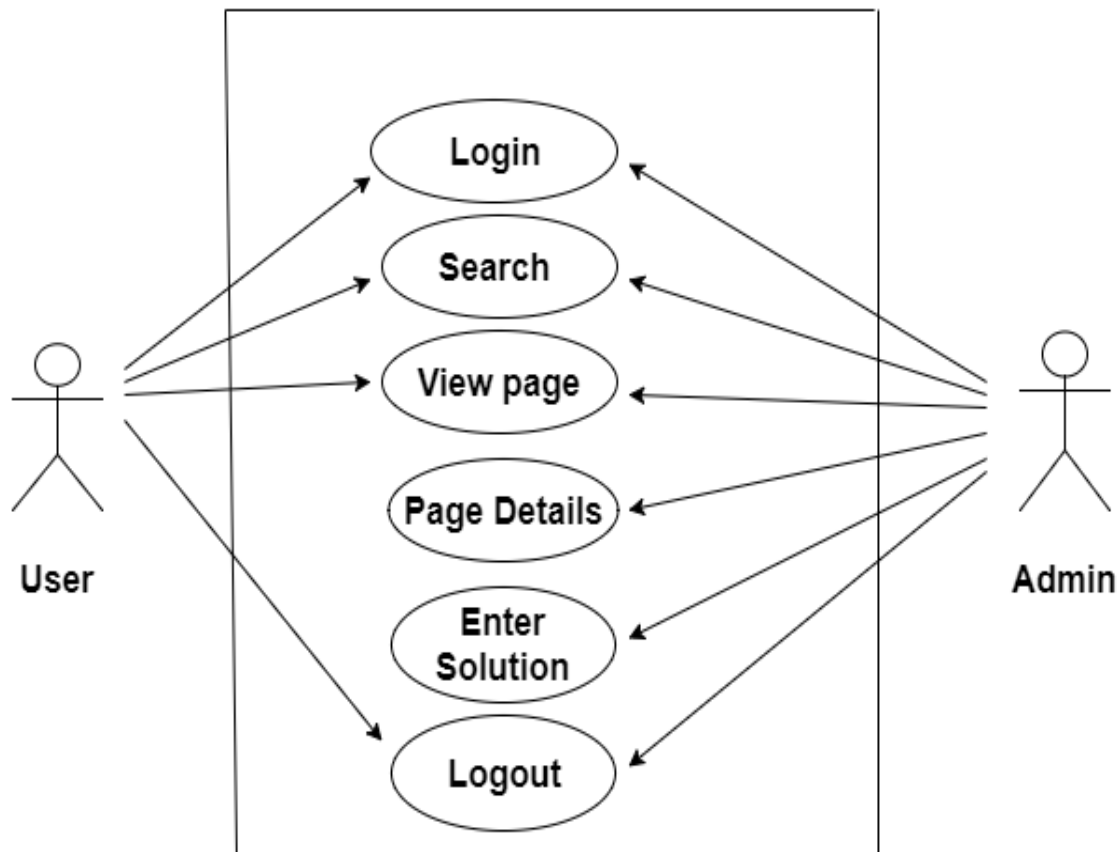 Login
Search
View page
Page Details
User
Admin
Enter
Solution
Logout